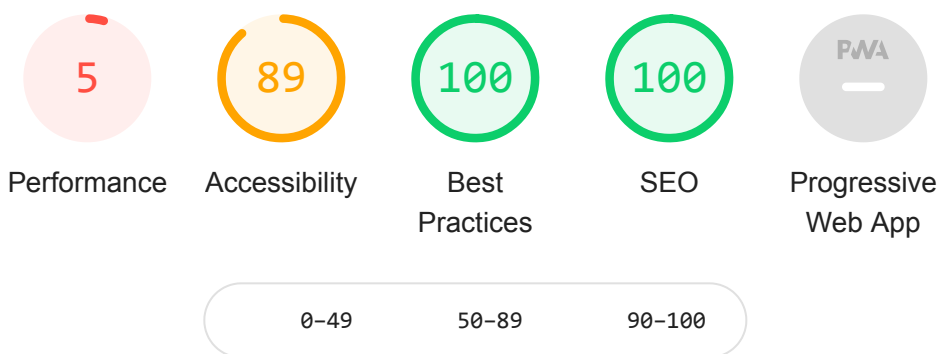 5
89
100
100
PWA
Performance
Accessibility
Best
Practices
SEO
Progressive
Web App
0–49
50–89
90–100